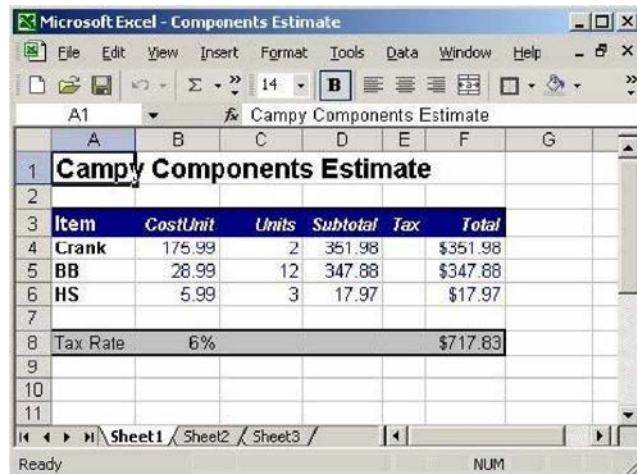 Microsoft Excel - Components Estimate
File Edit View Insert Format Tools Data Window Help
14 B
A1 fx Campy Components Estimate
A B C D E F G
1 Campy Components Estimate
2
3 Item CostUnit Units Subtotal Tax Total
4 Crank 175.99 2 351.98 $351.98
5 BB 28.99 12 347.88 $347.88
6 HS 5.99 3 17.97 $17.97
7
8 Tax Rate 6% $717.83
9
10
11
Sheet1 Sheet2 Sheet3
Ready NUM